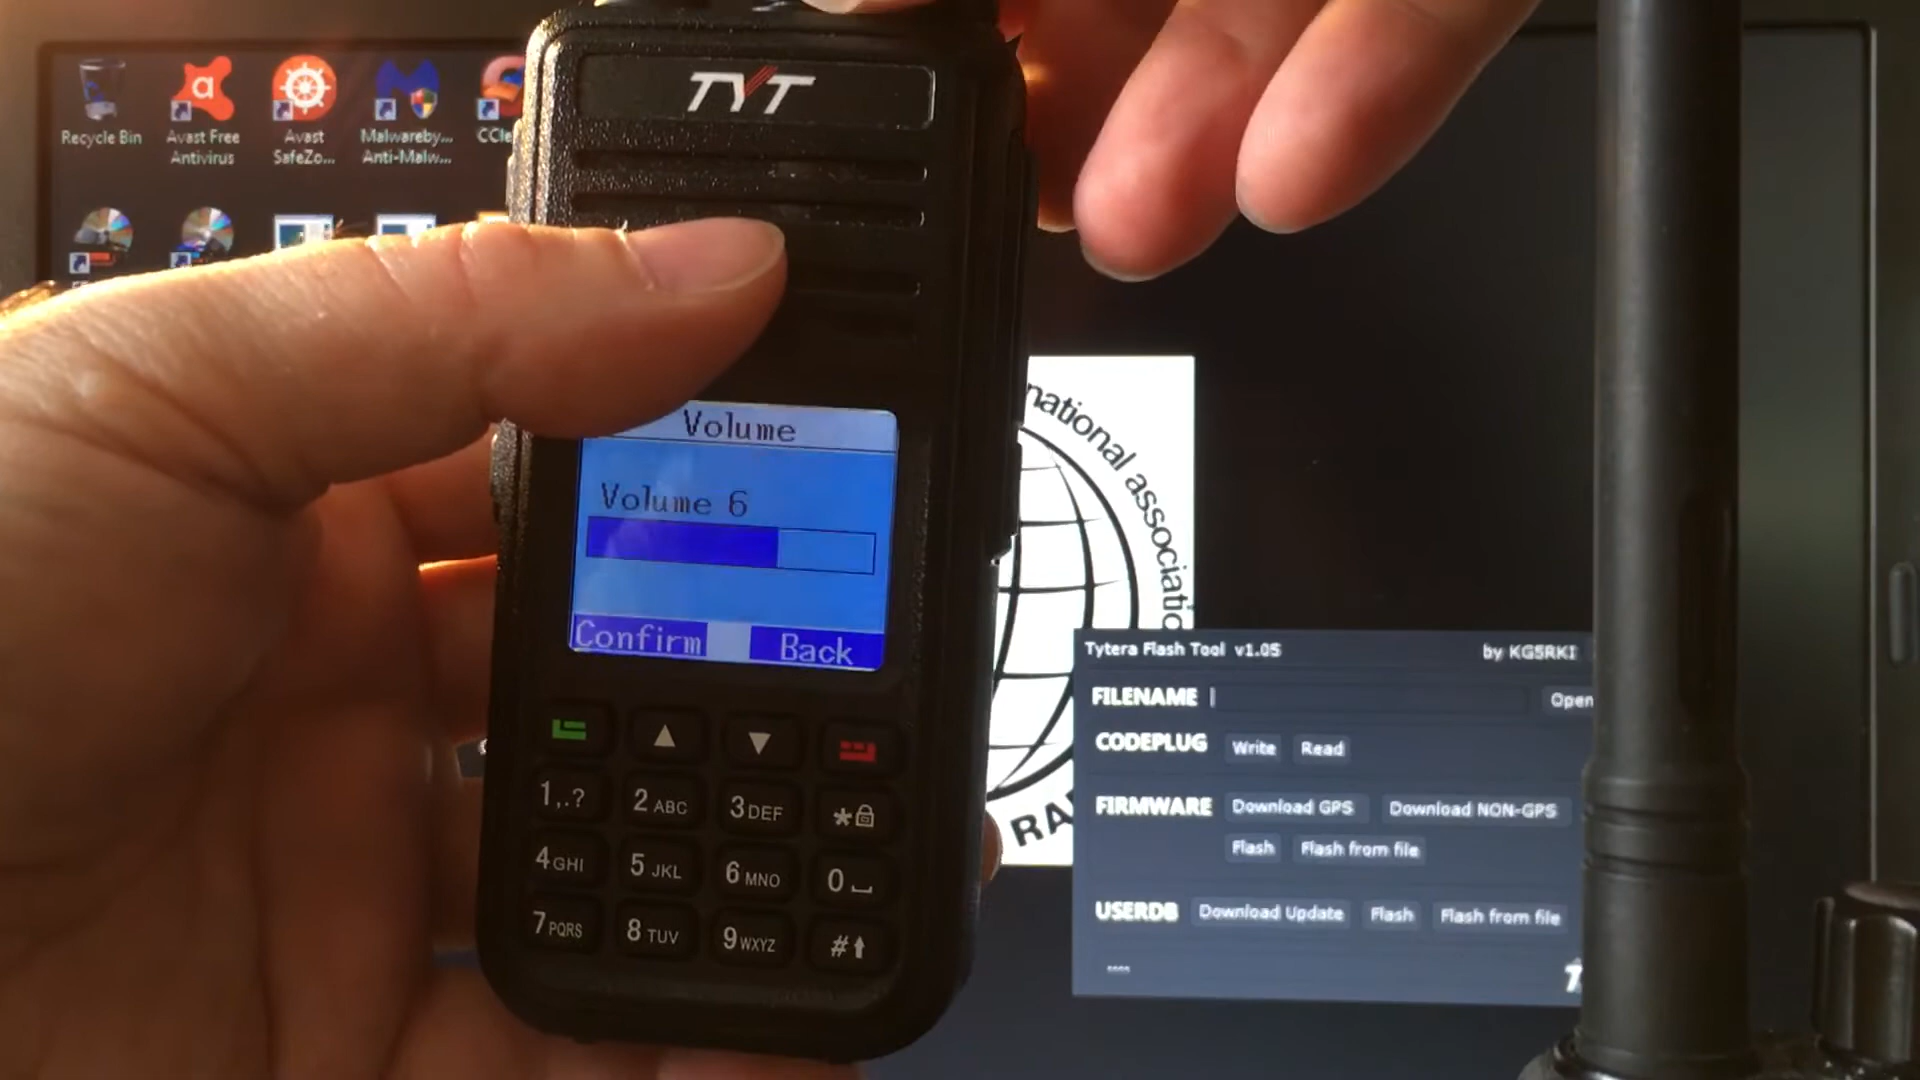 Recycle Bin
Avast Free
Antivirus
Avast
SafeZo...
Malwareby...
Anti-Malw...
CCle
TYT
Volume
Volume 6
Confirm
Back
1,.?
2 ABC
3 DEF
*
4 GHI
5 JKL
6 MNO
0
7 PQRS
8 TUV
9 WXYZ
#
national associatio
RA
Tytera Flash Tool v1.05
by KG5RKI
FILENAME
Open
CODEPLUG
Write
Read
FIRMWARE
Download GPS
Download NON-GPS
Flash
Flash from file
USERDB
Download Update
Flash
Flash from file